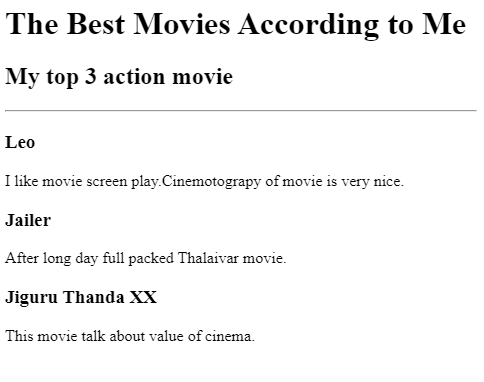 The Best Movies According to Me
My top 3 action movie
Leo
I like movie screen play.Cinemotograpy of movie is very nice.
Jailer
After long day full packed Thalaivar movie.
Jiguru Thanda XX
This movie talk about value of cinema.